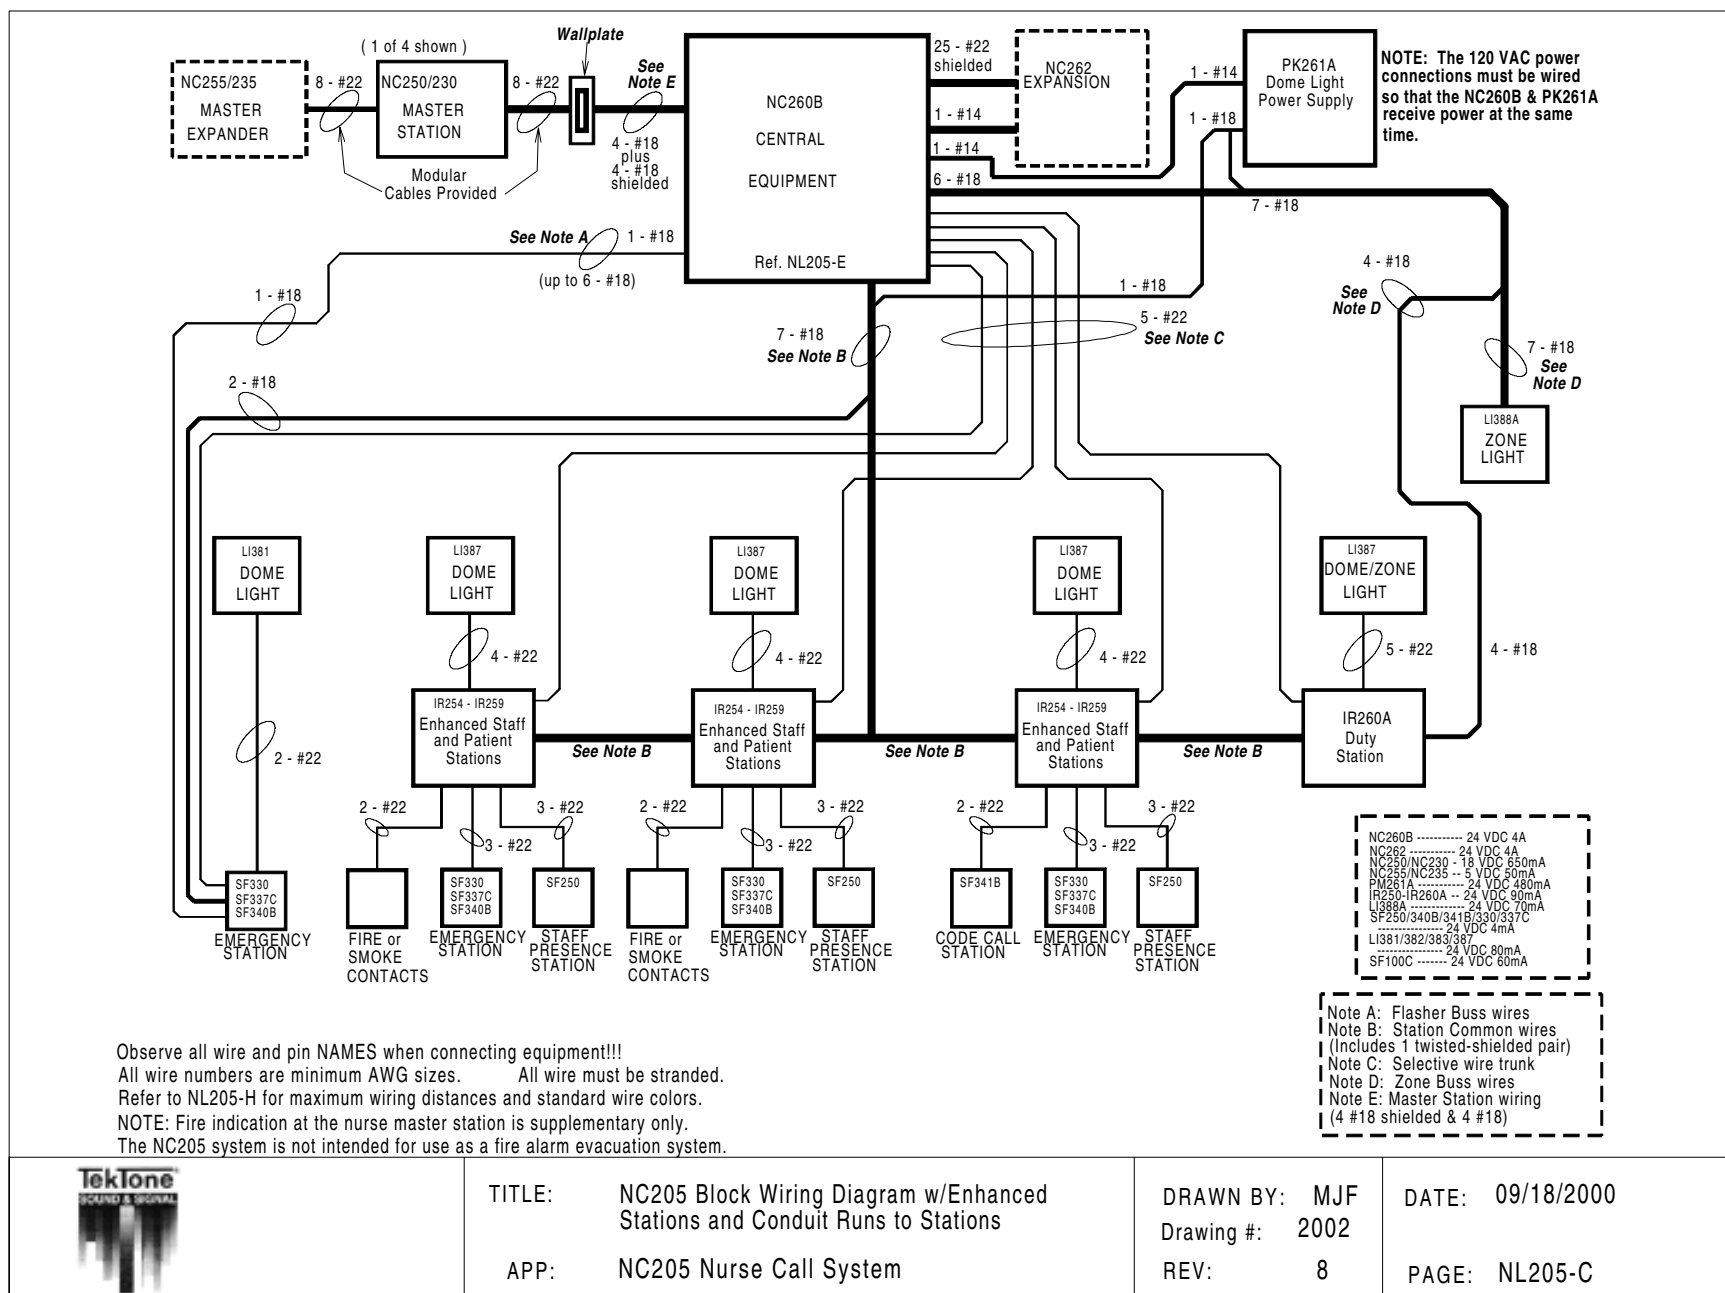 ( 1 of 4 shown )
Wallplate
NC255/235
MASTER
EXPANDER
8 - #22
NC250/230
MASTER
STATION
8 - #22
See
Note E
4 - #18
plus
4 - #18
shielded
Modular
Cables Provided
NC260B
CENTRAL
EQUIPMENT
Ref. NL205-E
25 - #22
shielded
1 - #14
1 - #14
6 - #18
NC262
EXPANSION
1 - #14
1 - #18
PK261A
Dome Light
Power Supply
NOTE: The 120 VAC power
connections must be wired
so that the NC260B & PK261A
receive power at the same
time.
7 - #18
See Note A
1 - #18
(up to 6 - #18)
1 - #18
2 - #18
7 - #18
See Note B
1 - #18
5 - #22
See Note C
4 - #18
See
Note D
7 - #18
See
Note D
LI388A
ZONE
LIGHT
LI381
DOME
LIGHT
LI387
DOME
LIGHT
LI387
DOME
LIGHT
LI387
DOME
LIGHT
LI387
DOME/ZONE
LIGHT
4 - #22
4 - #22
4 - #22
5 - #22
4 - #18
2 - #22
IR254 - IR259
Enhanced Staff
and Patient
Stations
See Note B
IR254 - IR259
Enhanced Staff
and Patient
Stations
See Note B
IR254 - IR259
Enhanced Staff
and Patient
Stations
See Note B
IR260A
Duty
Station
2 - #22
3 - #22
3 - #22
2 - #22
3 - #22
3 - #22
2 - #22
3 - #22
3 - #22
SF330
SF337C
SF340B
EMERGENCY
STATION
FIRE or
SMOKE
CONTACTS
SF330
SF337C
SF340B
EMERGENCY
STATION
SF250
STAFF
PRESENCE
STATION
FIRE or
SMOKE
CONTACTS
SF330
SF337C
SF340B
EMERGENCY
STATION
SF250
STAFF
PRESENCE
STATION
SF341B
CODE CALL
STATION
SF330
SF337C
SF340B
EMERGENCY
STATION
SF250
STAFF
PRESENCE
STATION
NC260B ----------- 24 VDC 4A
NC262 ----------- 24 VDC 4A
NC250/NC230 - 18 VDC 650mA
NC255/NC235 -- 5 VDC 50mA
PM261A ----------- 24 VDC 480mA
IR250-IR260A -- 24 VDC 90mA
LI388A ------------- 24 VDC 70mA
SF250/340B/341B/330/337C
---------------- 24 VDC 4mA
LI381/382/383/387
---------------- 24 VDC 80mA
SF100C ------- 24 VDC 60mA
Note A: Flasher Buss wires
Note B: Station Common wires
(Includes 1 twisted-shielded pair)
Note C: Selective wire trunk
Note D: Zone Buss wires
Note E: Master Station wiring
(4 #18 shielded & 4 #18)
Observe all wire and pin NAMES when connecting equipment!!!
All wire numbers are minimum AWG sizes. All wire must be stranded.
Refer to NL205-H for maximum wiring distances and standard wire colors.
NOTE: Fire indication at the nurse master station is supplementary only.
The NC205 system is not intended for use as a fire alarm evacuation system.
TekTone
SOUND & SIGNAL
TITLE: NC205 Block Wiring Diagram w/Enhanced
Stations and Conduit Runs to Stations
APP: NC205 Nurse Call System
DRAWN BY: MJF
Drawing #: 2002
REV: 8
DATE: 09/18/2000
PAGE: NL205-C